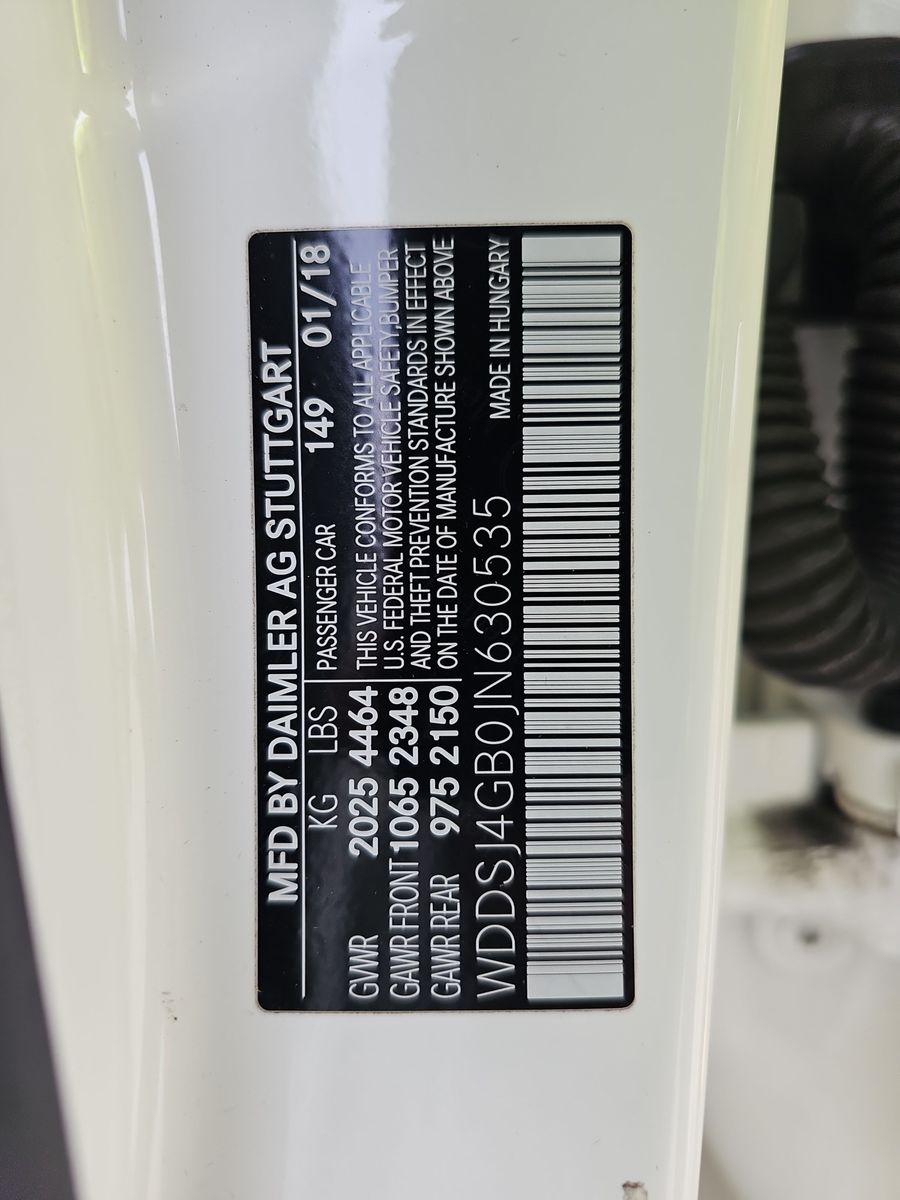 MFD BY DAIMLER AG STUTTGART
KG LBS PASSENGER CAR 149 01/18
GVWR 2025 4464 THIS VEHICLE CONFORMS TO ALL APPLICABLE
GAWR FRONT 1065 2348 U.S. FEDERAL MOTOR VEHICLE SAFETY,BUMPER
GAWR REAR 975 2150 AND THEFT PREVENTION STANDARDS IN EFFECT
ON THE DATE OF MANUFACTURE SHOWN ABOVE
WDDSJ4GB0JN630535 MADE IN HUNGARY